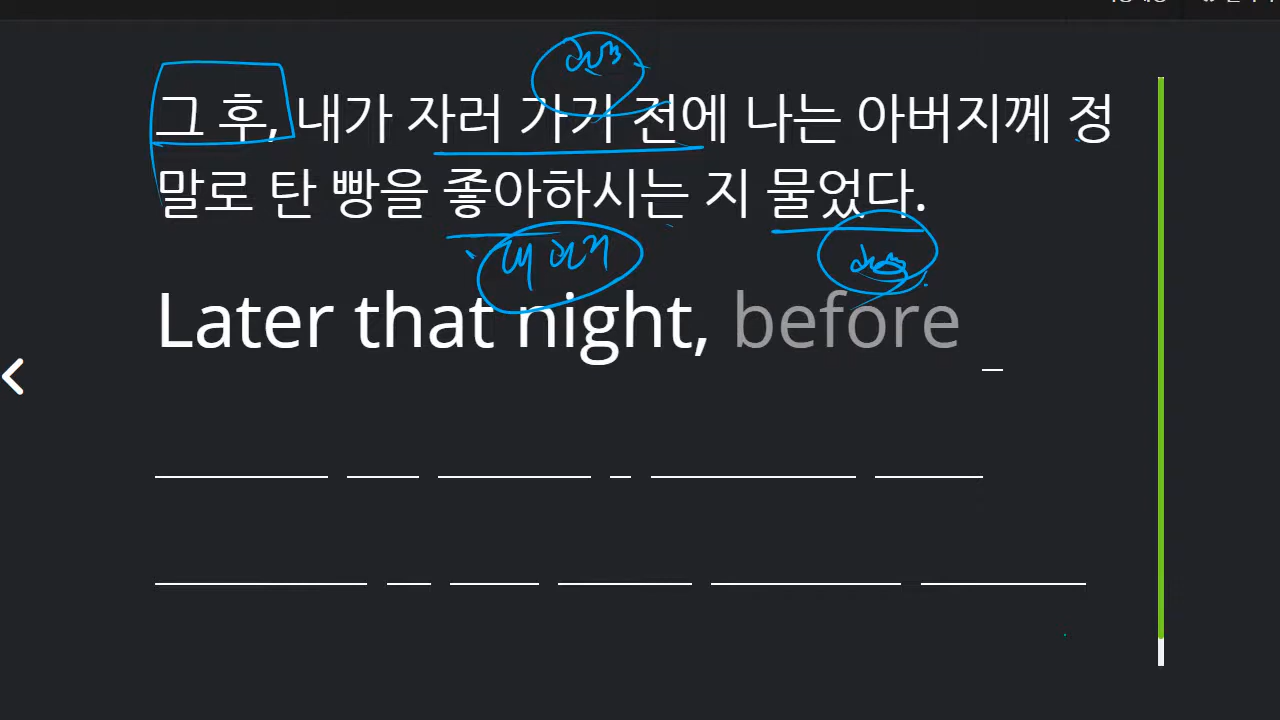 그 후, 내가 자러 가기 전에 나는 아버지께 정
말로 탄 빵을 좋아하시는 지 물었다.
Later that night, before _